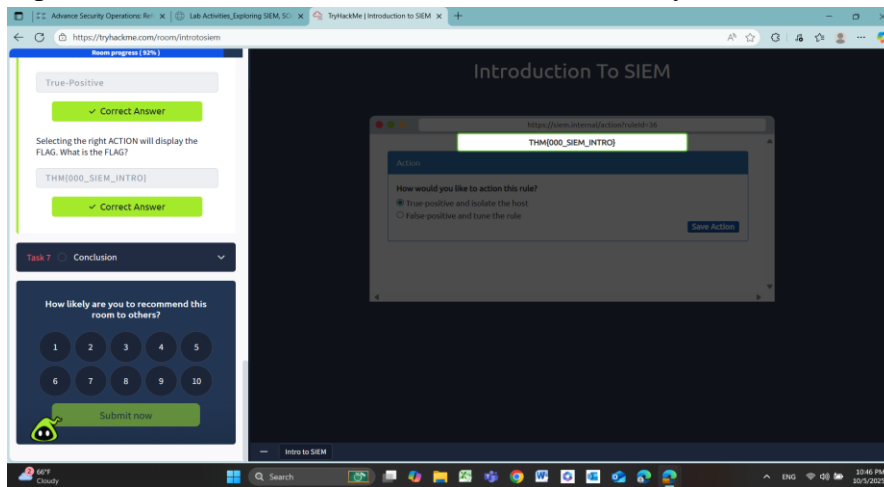 Advance Security Operations: Ref
Lab Activities_Exploring SIEM, SO
TryHackMe | Introduction to SIEM
https://tryhackme.com/room/introtosiem
Room progress ( 92% )
True-Positive
Correct Answer
Selecting the right ACTION will display the
FLAG. What is the FLAG?
THM{000_SIEM_INTRO}
Correct Answer
Task 7 Conclusion
How likely are you to recommend this
room to others?
1 2 3 4 5
6 7 8 9 10
Submit now
Introduction To SIEM
https://siem.internal/action/ruleid=36
THM{000_SIEM_INTRO}
Action
How would you like to action this rule?
True-positive and isolate the host
False-positive and tune the rule
Save Action
Intro to SIEM
66°F
Cloudy
Search
ENG
10:46 PM
10/5/2025